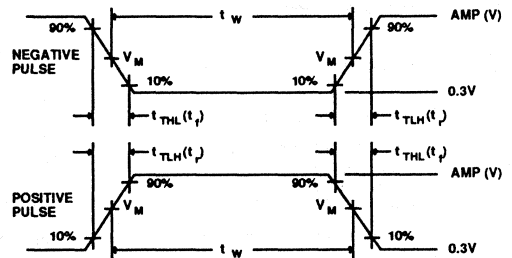 90% t W 90% AMP (V)
NEGATIVE PULSE V M V M
10% 10% 0.3V
t THL (t f) t TLH (t r)
t TLH (t r) t THL (t f)
90% 90% AMP (V)
POSITIVE PULSE V M V M
10% 10%
t W 0.3V